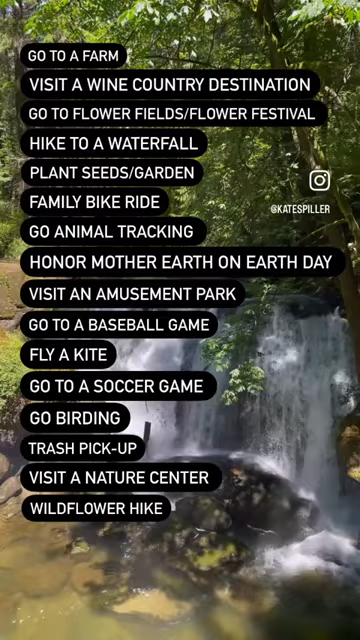 GO TO A FARM
VISIT A WINE COUNTRY DESTINATION
GO TO FLOWER FIELDS/FLOWER FESTIVAL
HIKE TO A WATERFALL
PLANT SEEDS/GARDEN
FAMILY BIKE RIDE
GO ANIMAL TRACKING
HONOR MOTHER EARTH ON EARTH DAY
VISIT AN AMUSEMENT PARK
GO TO A BASEBALL GAME
FLY A KITE
GO TO A SOCCER GAME
GO BIRDING
TRASH PICK-UP
VISIT A NATURE CENTER
WILDFLOWER HIKE
@KATESPILLER